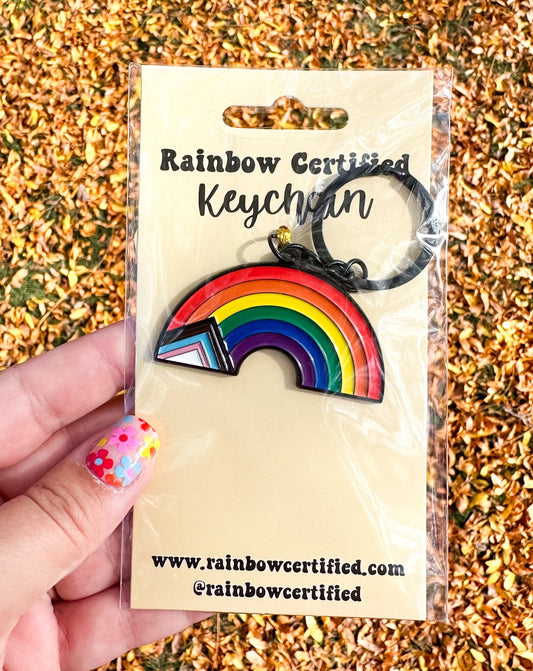 Rainbow Certified
Keychain
www.rainbowcertified.com
@rainbowcertified